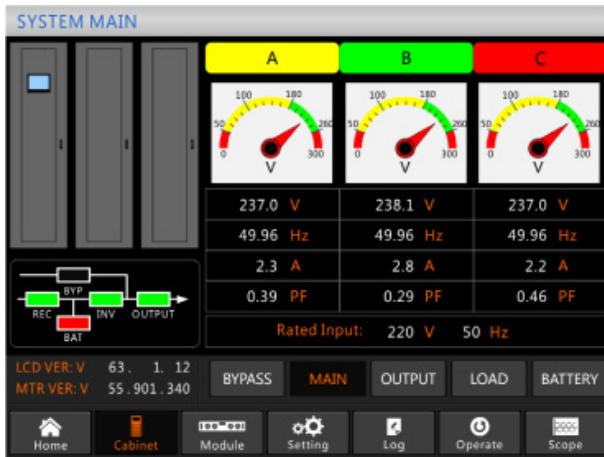 SYSTEM MAIN
A B C
100 180 100 180 100 180
50 260 50 260 50 260
0 300 0 300 0 300
V V V
237.0 V 238.1 V 237.0 V
49.96 Hz 49.96 Hz 49.96 Hz
2.3 A 2.8 A 2.2 A
0.39 PF 0.29 PF 0.46 PF
Rated Input: 220 V 50 Hz
BYP
REC INV OUTPUT
BAT
LCD VER: V 63. 1. 12
MTR VER: V 55.901.340
BYPASS MAIN OUTPUT LOAD BATTERY
Home Cabinet Module Setting Log Operate Scope